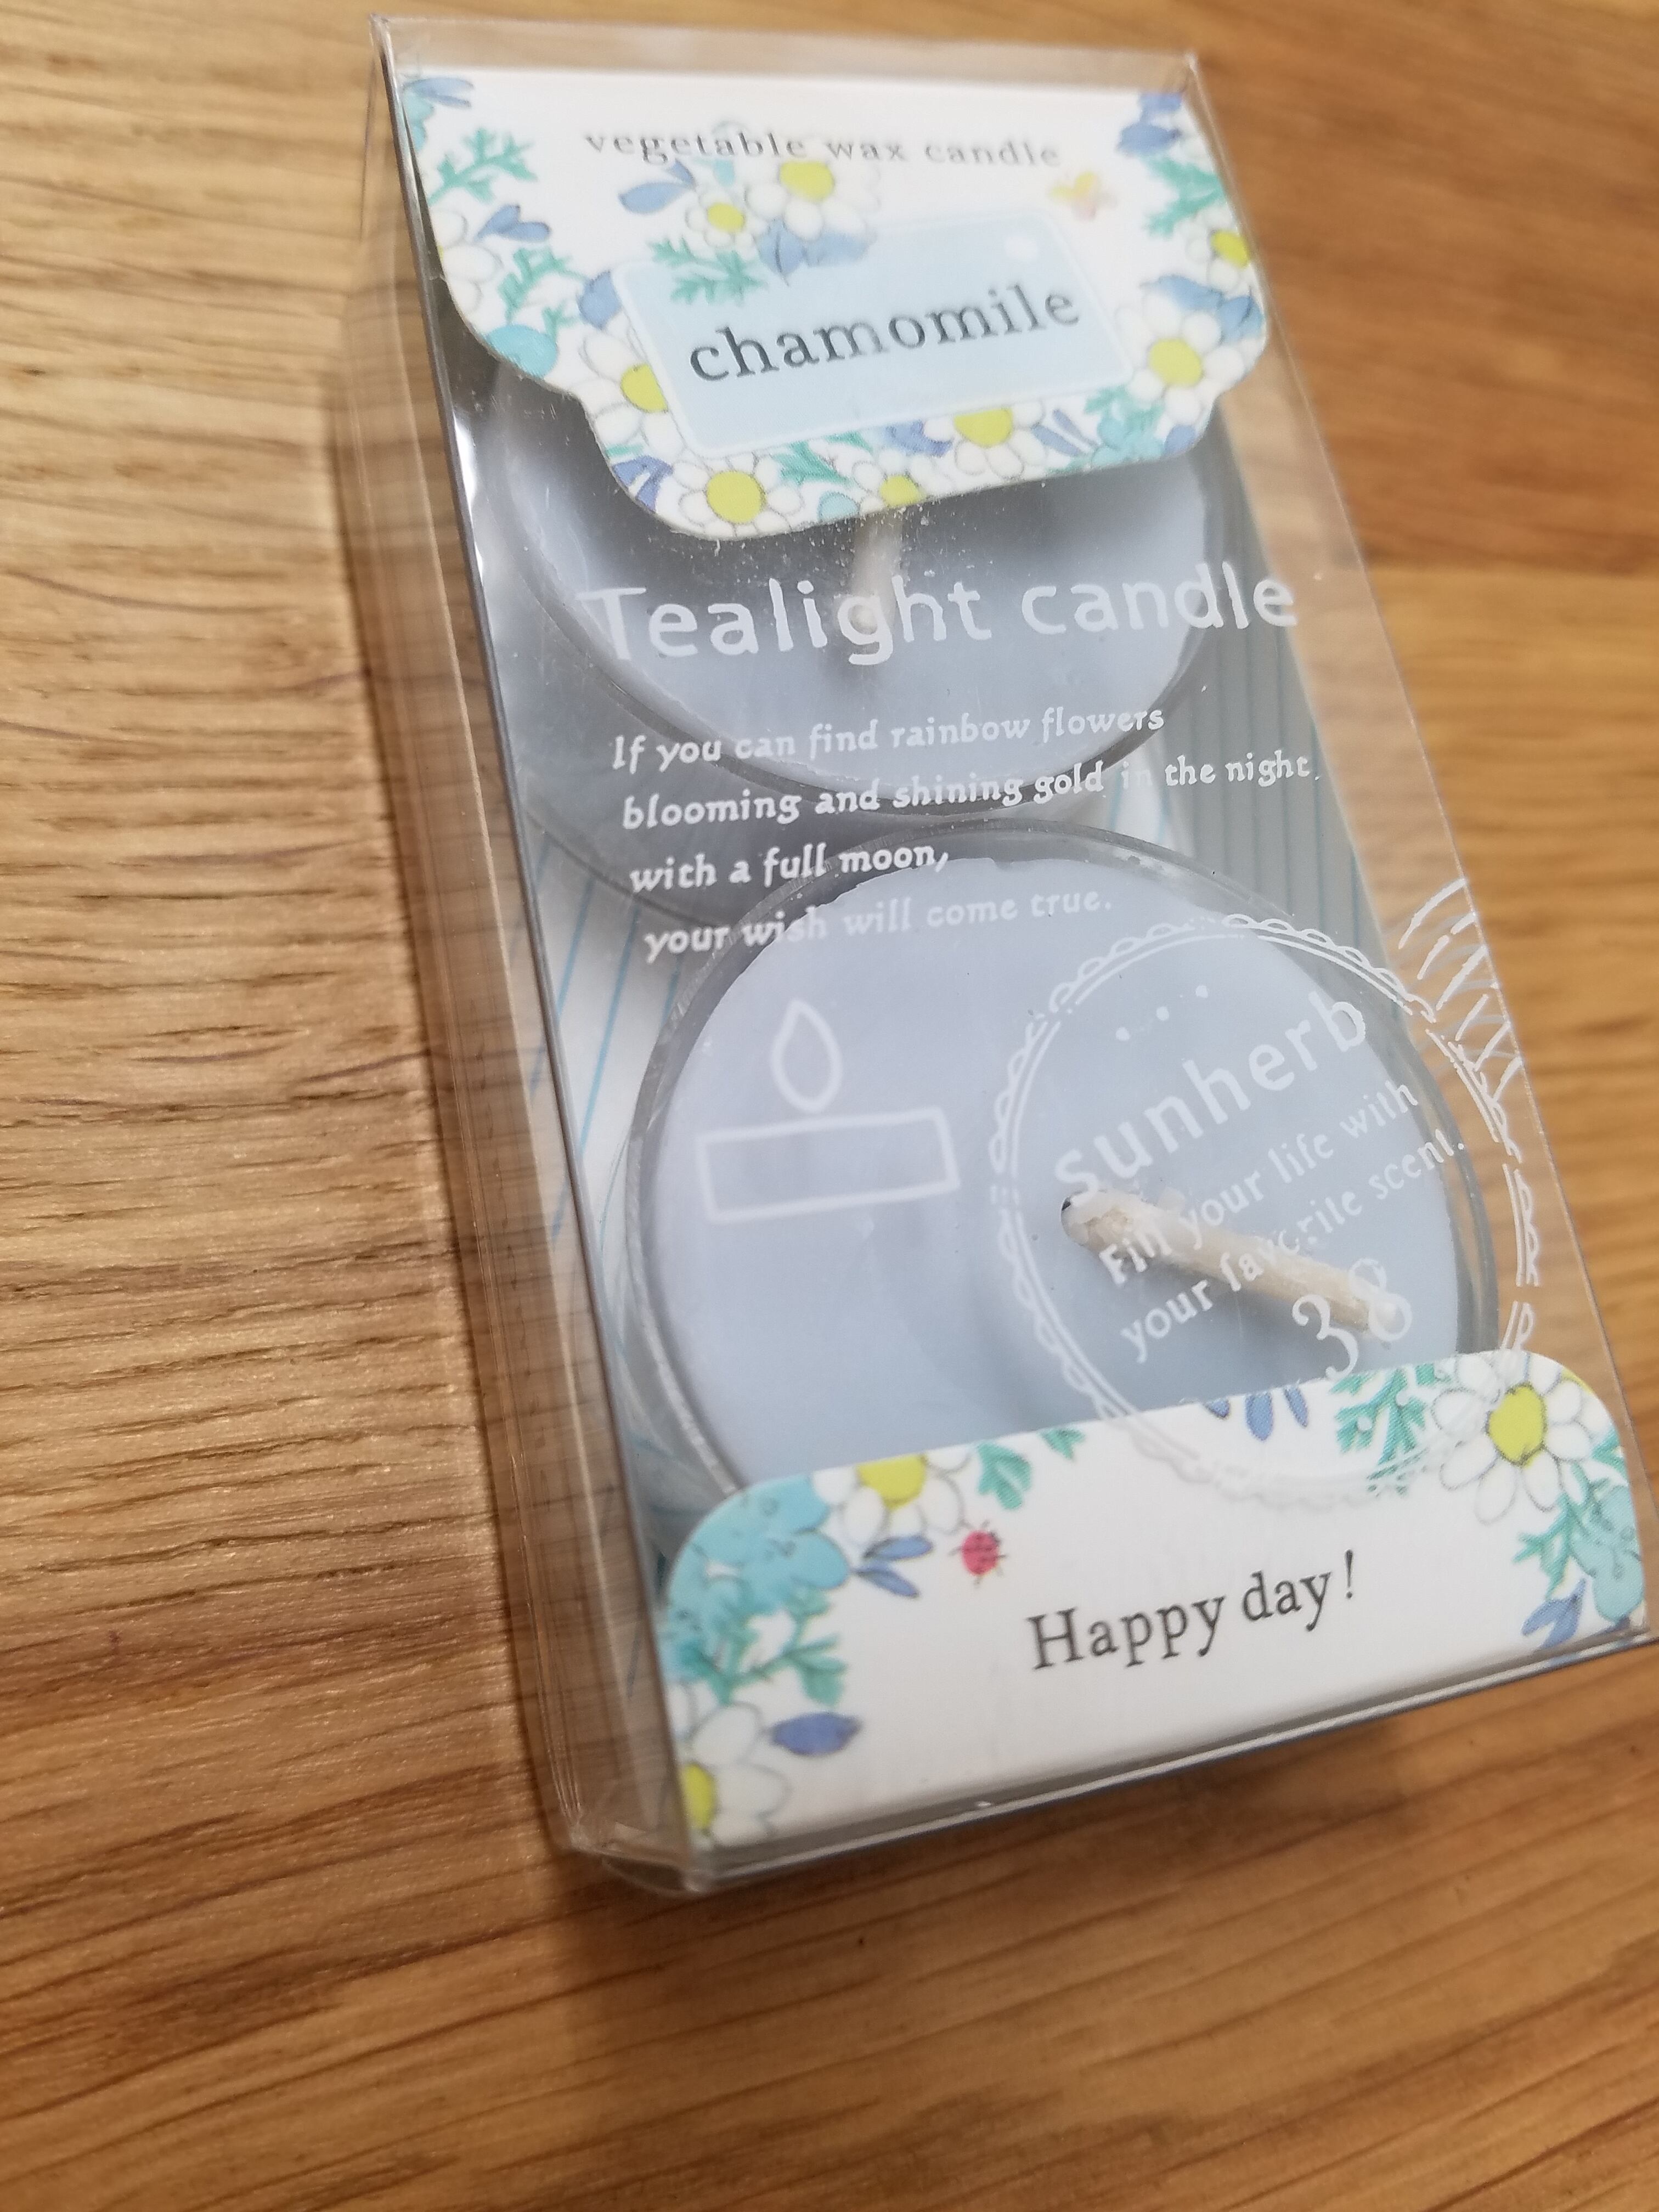 vegetable wax candle
chamomile
Tealight candle
If you can find rainbow flowers
blooming and shining gold in the night.
with a full moon,
your wish will come true.
sunherb
Fill your life with
your favorite scent.
38
Happy day!